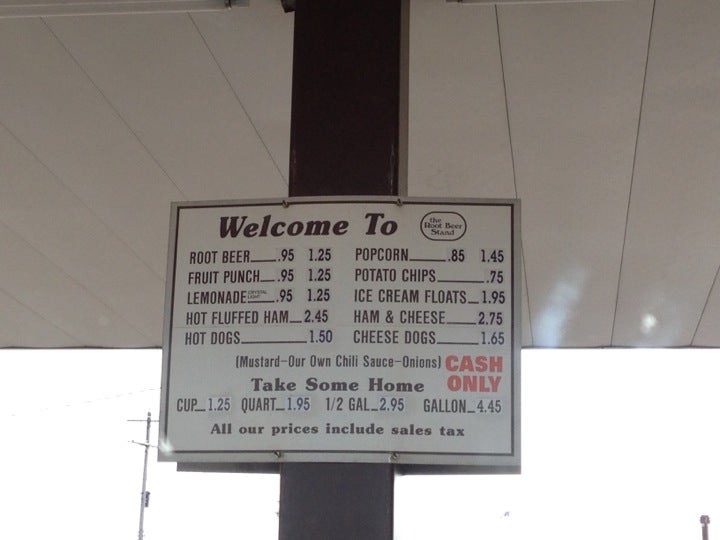 Welcome To
the
Root Beer
Stand
ROOT BEER .95 1.25
FRUIT PUNCH .95 1.25
LEMONADE CRYSTAL LIGHT .95 1.25
HOT FLUFFED HAM 2.45
HOT DOGS 1.50
POPCORN .85 1.45
POTATO CHIPS .75
ICE CREAM FLOATS 1.95
HAM & CHEESE 2.75
CHEESE DOGS 1.65
(Mustard-Our Own Chili Sauce-Onions)
CASH
ONLY
Take Some Home
CUP 1.25 QUART 1.95 1/2 GAL 2.95 GALLON 4.45
All our prices include sales tax